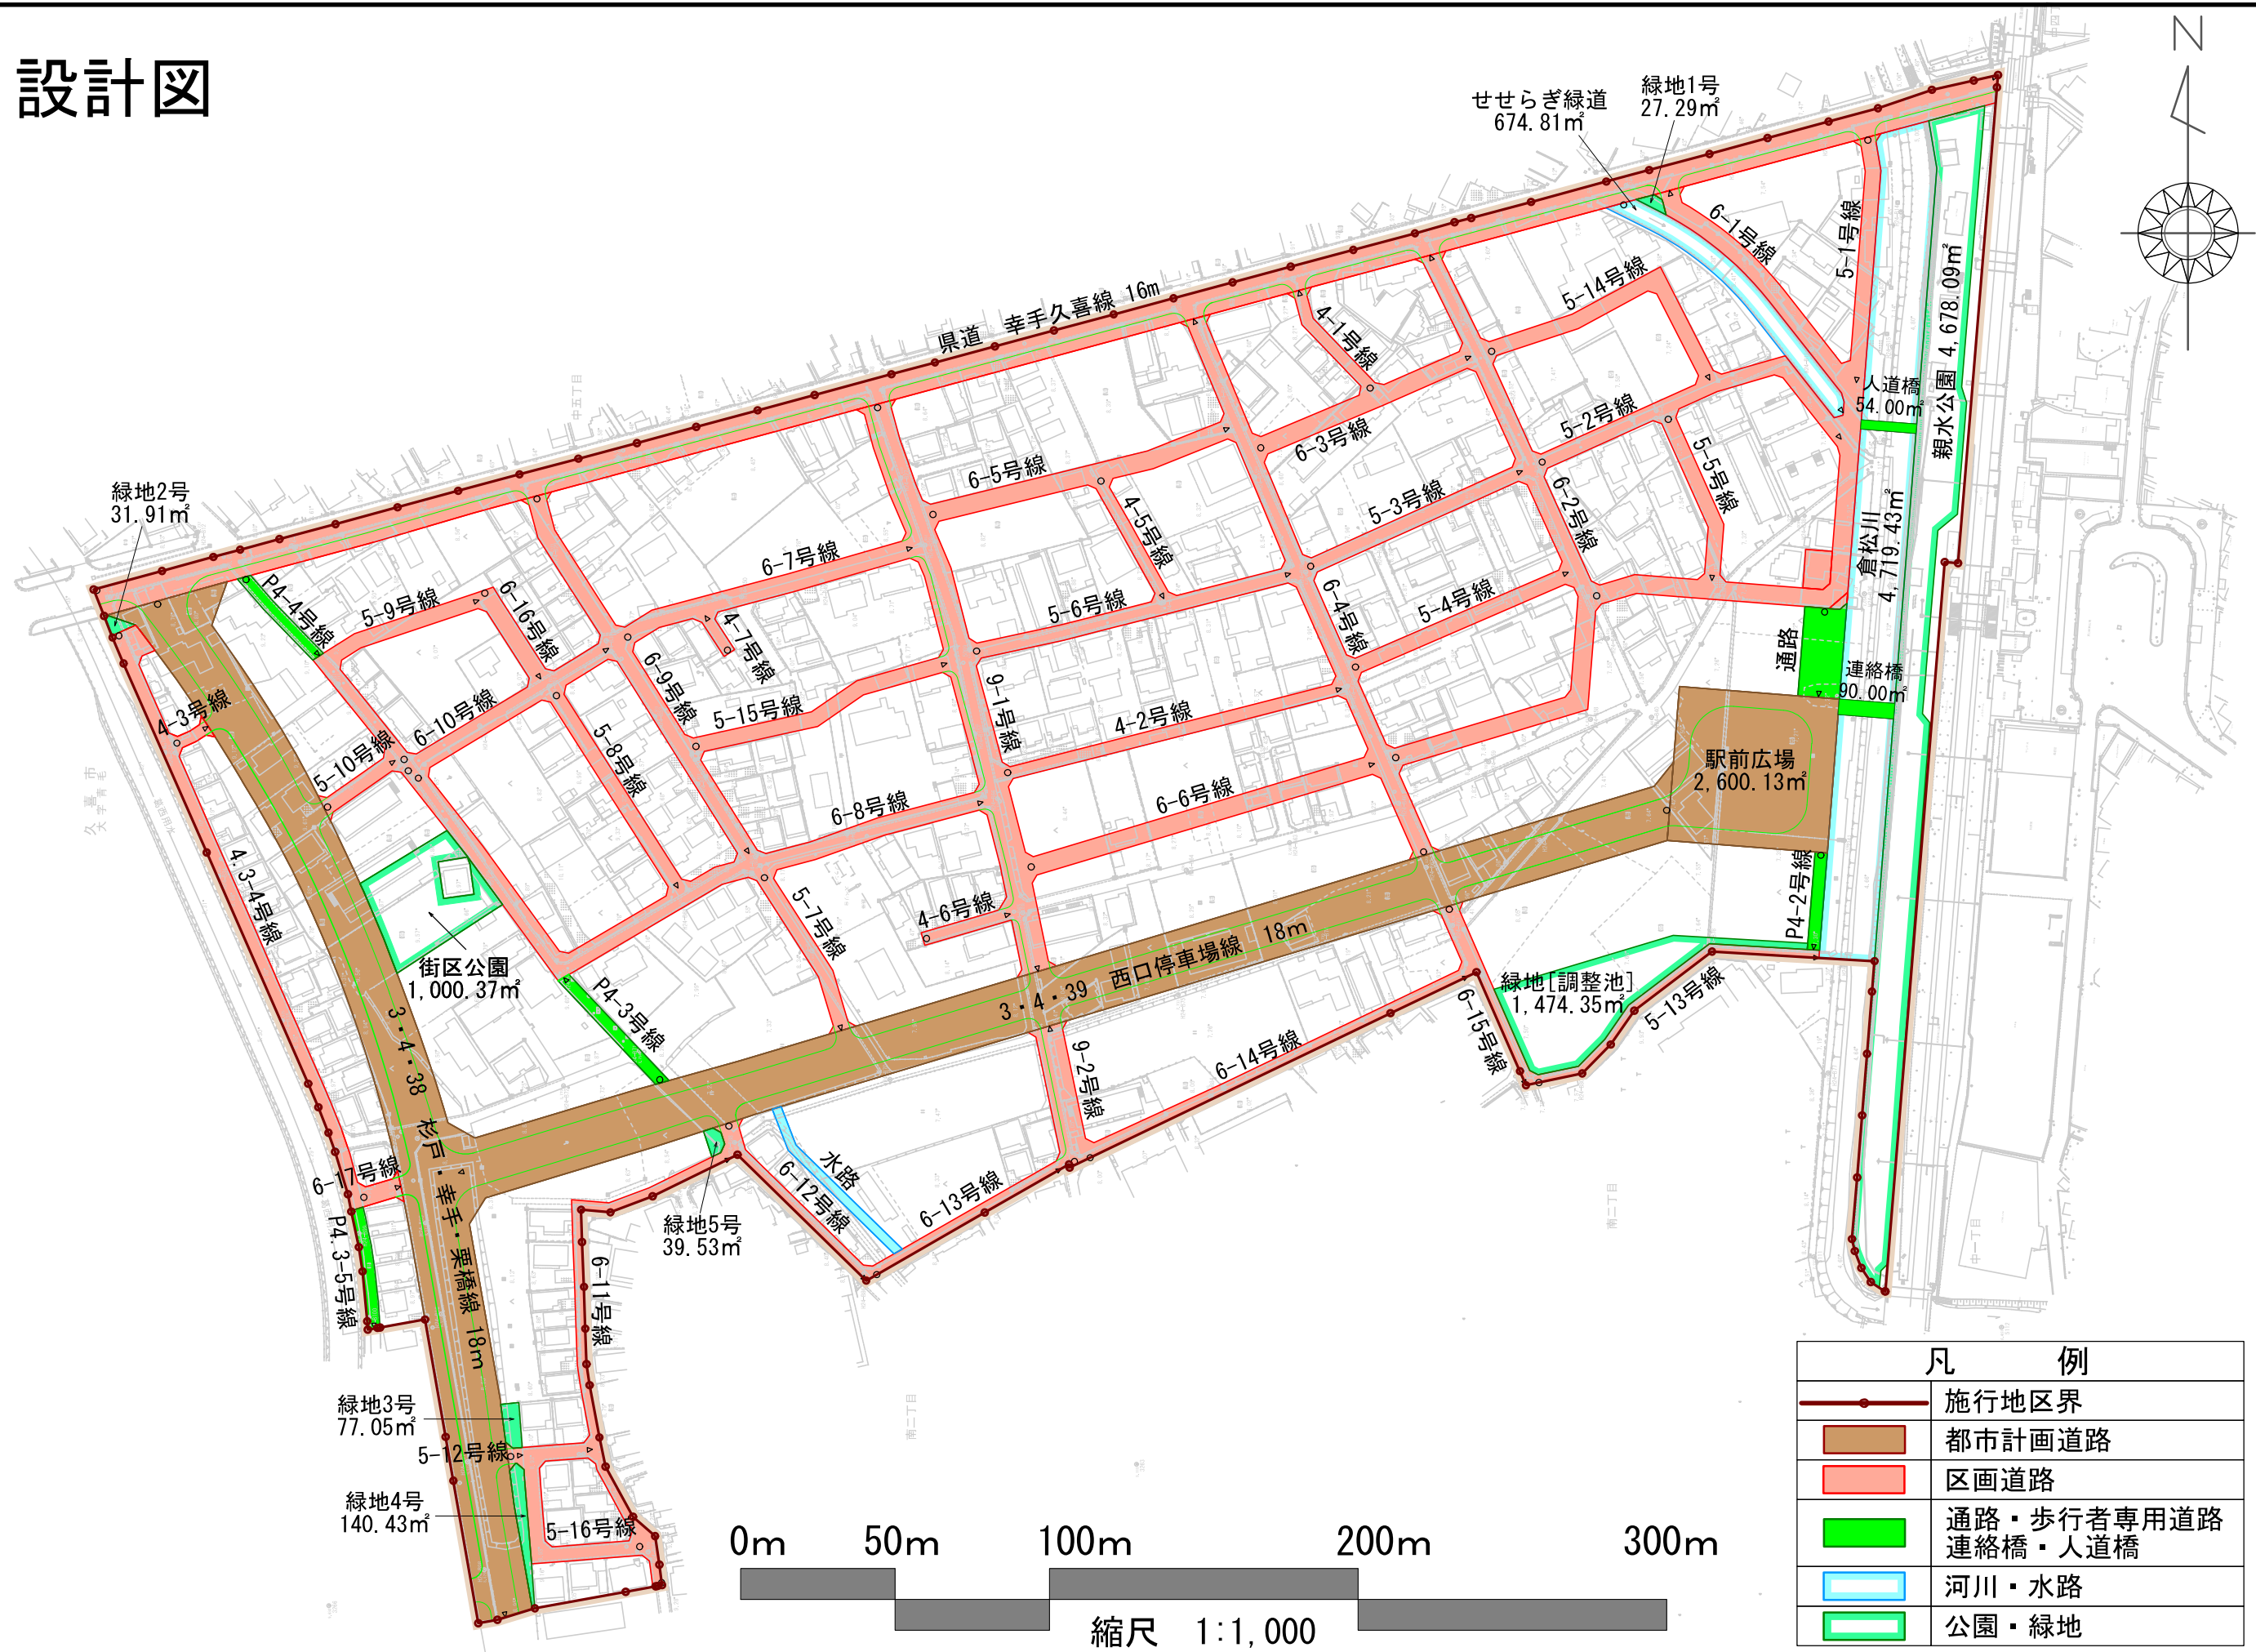 設計図
N
せせらぎ緑道
674.81㎡
緑地1号
27.29㎡
県道　幸手久喜線 16m
6-1号線
5-1号線
親水公園 4,678.09㎡
5-14号線
4-1号線
人道橋
54.00㎡
6-3号線
5-2号線
5-5号線
緑地2号
31.91㎡
6-5号線
4-5号線
5-3号線
6-2号線
倉松川
4,719.43㎡
P4-4号線
5-9号線
6-16号線
6-7号線
4-7号線
5-6号線
6-4号線
5-4号線
通路
連絡橋
90.00㎡
4-3号線
5-10号線
6-10号線
6-9号線
5-15号線
9-1号線
4-2号線
5-8号線
駅前広場
2,600.13㎡
6-8号線
6-6号線
4.3-4号線
4-6号線
5-7号線
P4-2号線
街区公園
1,000.37㎡
P4-3号線
3・4・39　西口停車場線　18m
緑地[調整池]
1,474.35㎡
5-13号線
6-15号線
3・4・38　杉戸・幸手・栗橋線 18m
9-2号線
6-14号線
6-17号線
水路
6-12号線
6-13号線
緑地5号
39.53㎡
P4.3-5号線
6-11号線
緑地3号
77.05㎡
5-12号線
緑地4号
140.43㎡
5-16号線
0m 50m 100m 200m 300m
縮尺　1:1,000
凡　例
施行地区界
都市計画道路
区画道路
通路・歩行者専用道路
連絡橋・人道橋
河川・水路
公園・緑地
中五丁目
久喜市
南二丁目
南二丁目
中一丁目